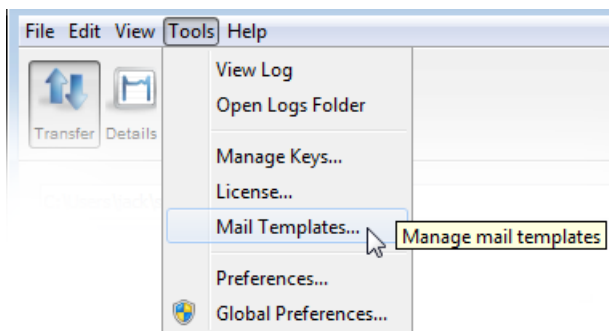 File Edit View Tools Help
Transfer Details
View Log
Open Logs Folder
Manage Keys...
License...
Mail Templates...
Manage mail templates
Preferences...
Global Preferences...